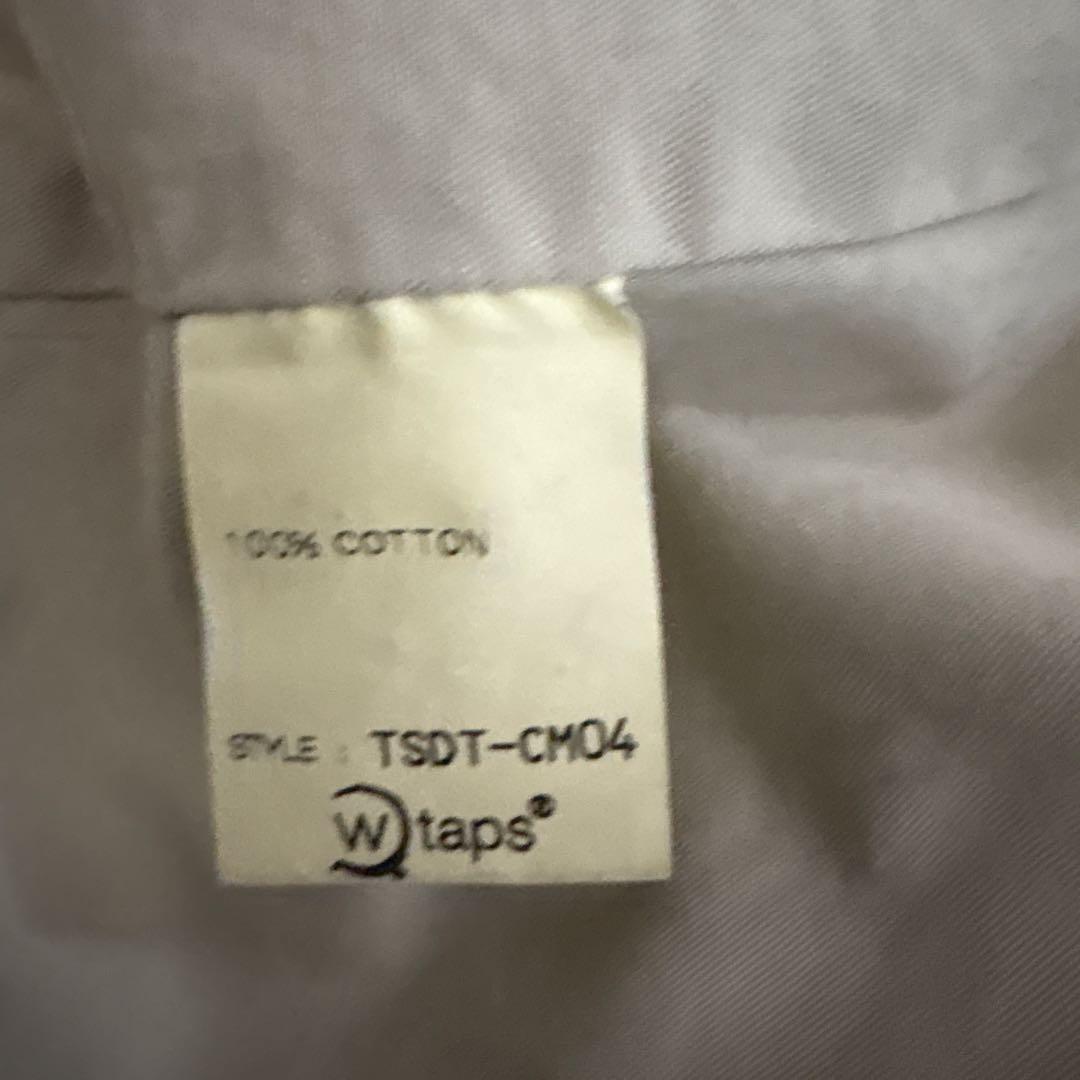 100% COTTON
STYLE : TSDT-CM04
Wtaps®